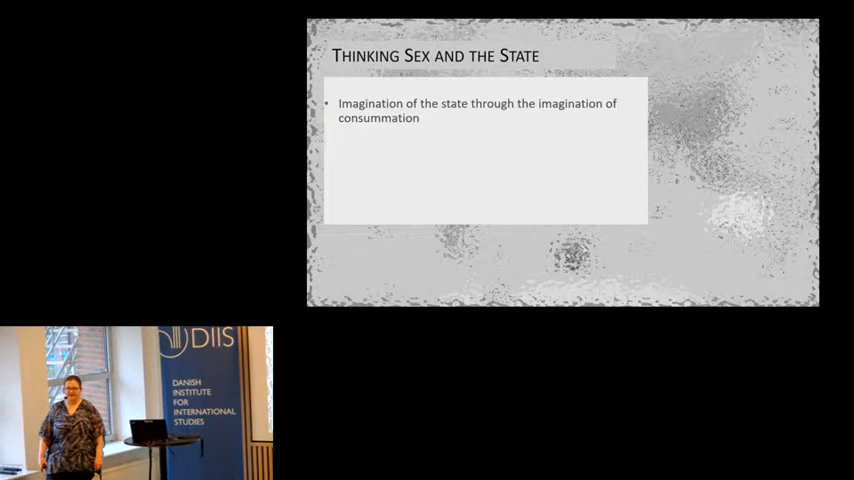 THINKING SEX AND THE STATE
• Imagination of the state through the imagination of
consummation
DIIS
DANISH
INSTITUTE
FOR
INTERNATIONAL
STUDIES